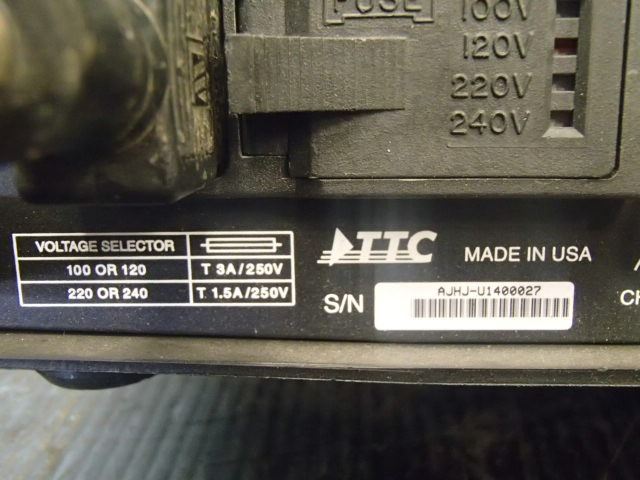 FUSE
100V
120V
220V
240V
VOLTAGE SELECTOR
100 OR 120 T 3A/250V
220 OR 240 T 1.5A/250V
TTC
MADE IN USA
S/N
AJHJ-U1400027
CH